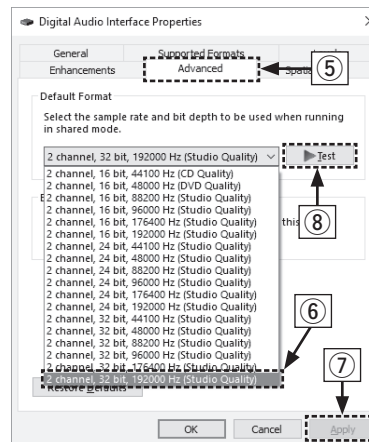 Digital Audio Interface Properties
General Supported Formats
Enhancements Advanced
⑤
Default Format
Select the sample rate and bit depth to be used when running
in shared mode.
2 channel, 32 bit, 192000 Hz (Studio Quality) Test
2 channel, 16 bit, 44100 Hz (CD Quality)
2 channel, 16 bit, 48000 Hz (DVD Quality)
2 channel, 16 bit, 88200 Hz (Studio Quality)
2 channel, 16 bit, 96000 Hz (Studio Quality)
2 channel, 16 bit, 176400 Hz (Studio Quality) this
⑧
2 channel, 16 bit, 192000 Hz (Studio Quality)
2 channel, 24 bit, 44100 Hz (Studio Quality)
2 channel, 24 bit, 48000 Hz (Studio Quality)
2 channel, 24 bit, 88200 Hz (Studio Quality)
2 channel, 24 bit, 96000 Hz (Studio Quality)
2 channel, 24 bit, 176400 Hz (Studio Quality)
2 channel, 24 bit, 192000 Hz (Studio Quality)
2 channel, 32 bit, 44100 Hz (Studio Quality)
2 channel, 32 bit, 48000 Hz (Studio Quality)
2 channel, 32 bit, 88200 Hz (Studio Quality)
2 channel, 32 bit, 96000 Hz (Studio Quality)
2 channel, 32 bit, 176400 Hz (Studio Quality)
2 channel, 32 bit, 192000 Hz (Studio Quality)
⑥
⑦
Restore Defaults
OK Cancel Apply